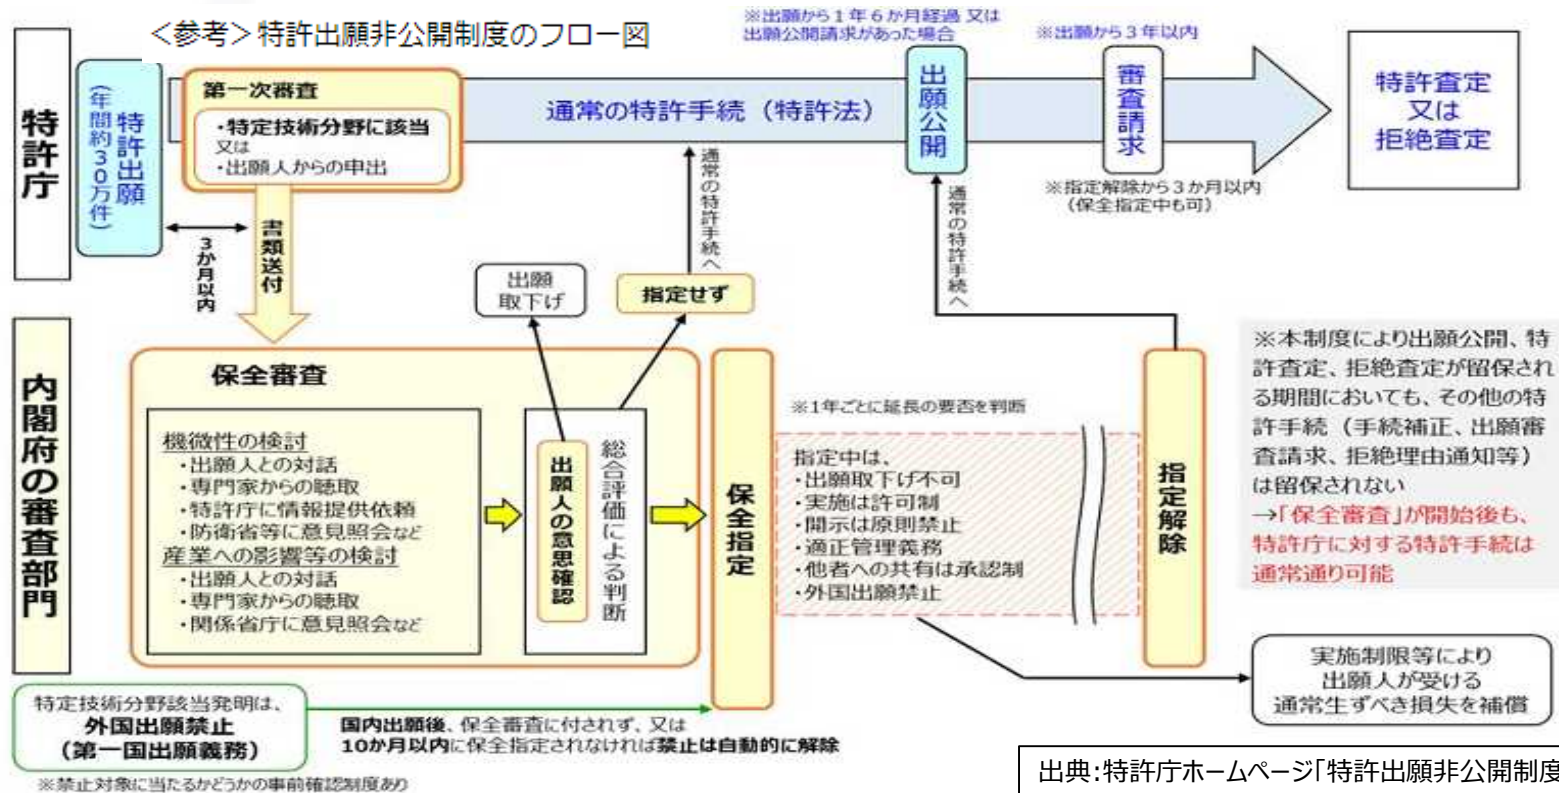 <参考>特許出願非公開制度のフロー図
※出願から1年6か月経過 又は
出願公開請求があった場合
※出願から3年以内
特許庁
特許出願
(年間約30万件)
第一次審査
・特定技術分野に該当
又は
・出願人からの申出
通常の特許手続（特許法）
出願公開
審査請求
特許査定
又は
拒絶査定
※指定解除から3か月以内
（保全指定中も可）
3か月以内
書類送付
通常の特許手続へ
通常の特許手続へ
出願
取下げ
指定せず
内閣府の審査部門
保全審査
機微性の検討
・出願人との対話
・専門家からの聴取
・特許庁に情報提供依頼
・防衛省等に意見照会など
産業への影響等の検討
・出願人との対話
・専門家からの聴取
・関係省庁に意見照会など
出願人の意思確認
総合評価による判断
保全指定
※1年ごとに延長の要否を判断
指定中は、
・出願取下げ不可
・実施は許可制
・開示は原則禁止
・適正管理義務
・他者への共有は承認制
・外国出願禁止
指定解除
※本制度により出願公開、特
許査定、拒絶査定が留保され
る期間においても、その他の特
許手続（手続補正、出願審
査請求、拒絶理由通知等）
は留保されない
→「保全審査」が開始後も、
特許庁に対する特許手続は
通常通り可能
実施制限等により
出願人が受ける
通常生ずべき損失を補償
特定技術分野該当発明は、
外国出願禁止
（第一国出願義務）
国内出願後、保全審査に付されず、又は
10か月以内に保全指定されなければ禁止は自動的に解除
※禁止対象に当たるかどうかの事前確認制度あり
出典:特許庁ホームページ「特許出願非公開制度